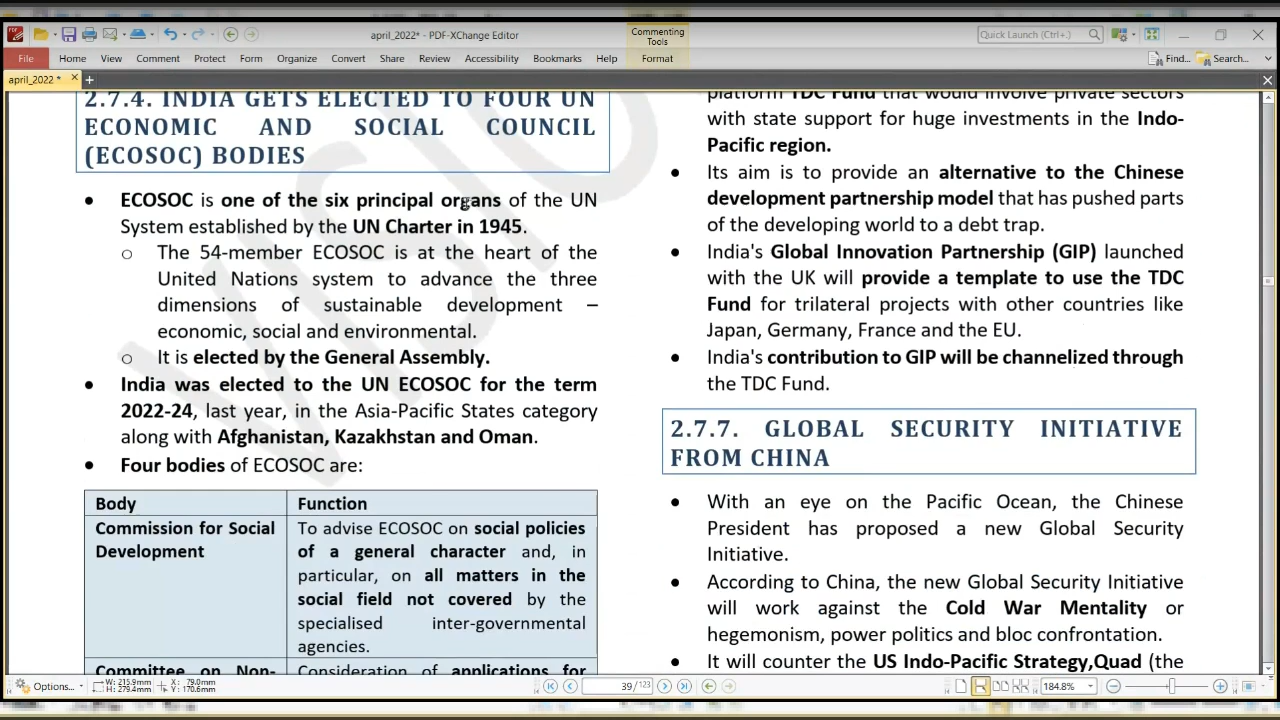 april_2022* - PDF-XChange Editor
Commenting
Tools
Quick Launch (Ctrl+.)
File Home View Comment Protect Form Organize Convert Share Review Accessibility Bookmarks Help Format
Find... Search...
april_2022 *
2.7.4. INDIA GETS ELECTED TO FOUR UN
ECONOMIC AND SOCIAL COUNCIL
(ECOSOC) BODIES
• ECOSOC is one of the six principal organs of the UN
System established by the UN Charter in 1945.
o The 54-member ECOSOC is at the heart of the
United Nations system to advance the three
dimensions of sustainable development –
economic, social and environmental.
o It is elected by the General Assembly.
• India was elected to the UN ECOSOC for the term
2022-24, last year, in the Asia-Pacific States category
along with Afghanistan, Kazakhstan and Oman.
• Four bodies of ECOSOC are:
Body Function
Commission for Social
Development
To advise ECOSOC on social policies
of a general character and, in
particular, on all matters in the
social field not covered by the
specialised inter-governmental
agencies.
Committee on Non-
Consideration of applications for
platform TDC Fund that would involve private sectors
with state support for huge investments in the Indo-
Pacific region.
• Its aim is to provide an alternative to the Chinese
development partnership model that has pushed parts
of the developing world to a debt trap.
• India's Global Innovation Partnership (GIP) launched
with the UK will provide a template to use the TDC
Fund for trilateral projects with other countries like
Japan, Germany, France and the EU.
• India's contribution to GIP will be channelized through
the TDC Fund.
2.7.7. GLOBAL SECURITY INITIATIVE
FROM CHINA
• With an eye on the Pacific Ocean, the Chinese
President has proposed a new Global Security
Initiative.
• According to China, the new Global Security Initiative
will work against the Cold War Mentality or
hegemonism, power politics and bloc confrontation.
• It will counter the US Indo-Pacific Strategy,Quad (the
Options...
W: 215.9mm
H: 279.4mm
X: 79.0mm
Y: 170.6mm
39 / 123
184.8%